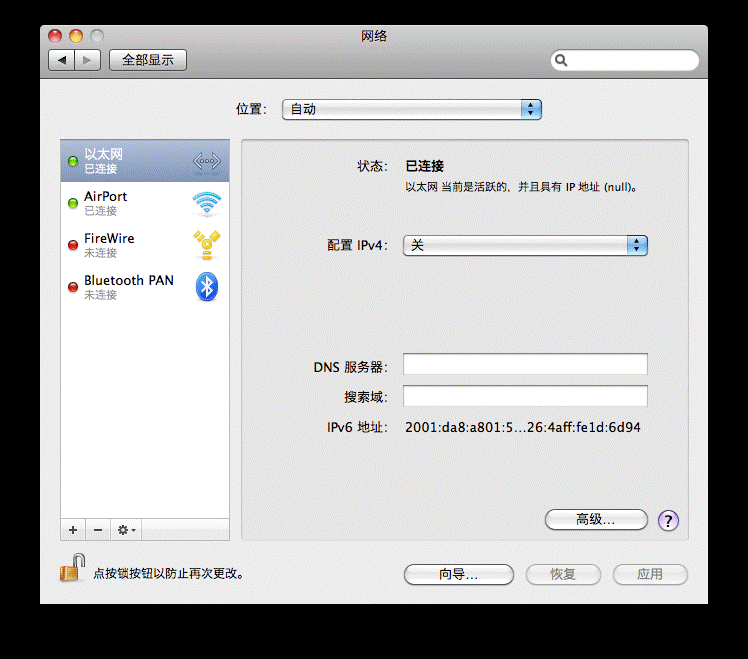 网络
全部显示
位置： 自动
以太网
已连接
AirPort
已连接
FireWire
未连接
Bluetooth PAN
未连接
状态： 已连接
以太网 当前是活跃的，并且具有 IP 地址 (null)。
配置 IPv4： 关
DNS 服务器：
搜索域：
IPv6 地址： 2001:da8:a801:5...26:4aff:fe1d:6d94
高级... ?
点按锁按钮以防止再次更改。
向导... 恢复 应用